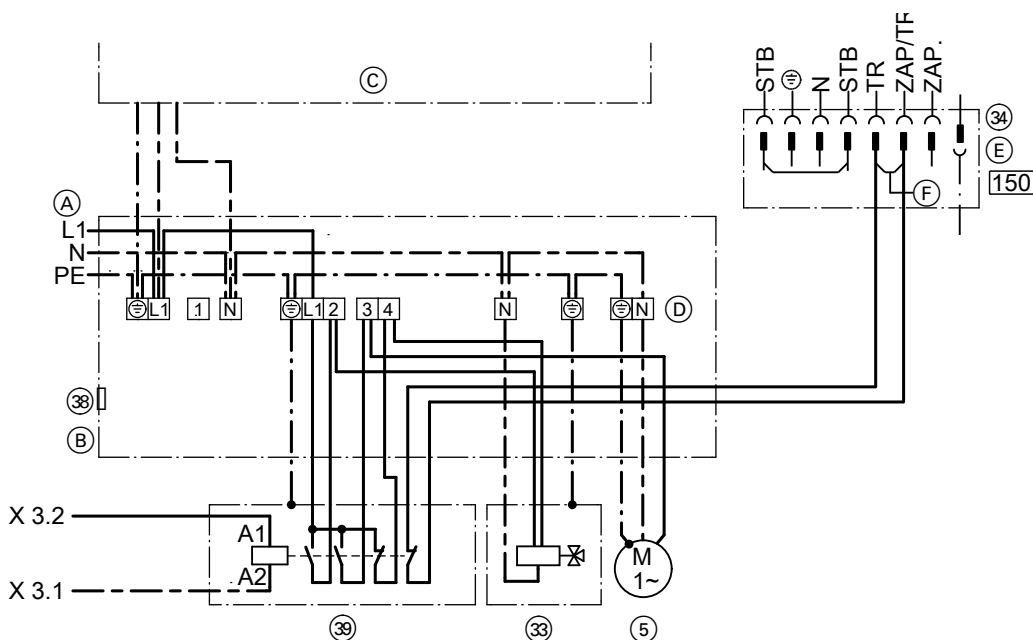 C
STB
⏚
N
STB
TR
ZAP/TR
ZAP.
34
E
150
F
A
L1
N
PE
⏚ L1 1 N ⏚ L1 2 3 4 N ⏚ ⏚ N D
38
B
X 3.2
A1
A2
X 3.1
M
1~
39
33
5